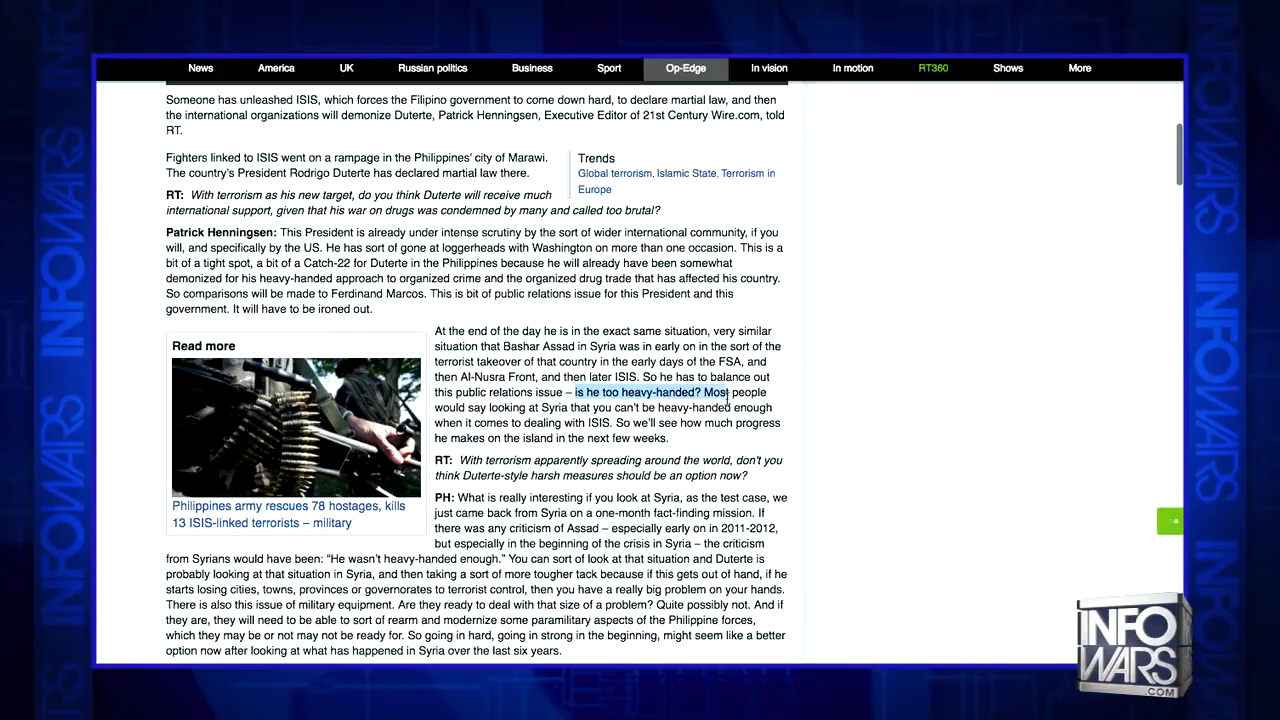 News America UK Russian politics Business Sport Op-Edge In vision In motion RT360 Shows More
Someone has unleashed ISIS, which forces the Filipino government to come down hard, to declare martial law, and then
the international organizations will demonize Duterte, Patrick Henningsen, Executive Editor of 21st Century Wire.com, told
RT.
Fighters linked to ISIS went on a rampage in the Philippines' city of Marawi.
The country's President Rodrigo Duterte has declared martial law there.
Trends
Global terrorism, Islamic State, Terrorism in
Europe
RT: With terrorism as his new target, do you think Duterte will receive much
international support, given that his war on drugs was condemned by many and called too brutal?
Patrick Henningsen: This President is already under intense scrutiny by the sort of wider international community, if you
will, and specifically by the US. He has sort of gone at loggerheads with Washington on more than one occasion. This is a
bit of a tight spot, a bit of a Catch-22 for Duterte in the Philippines because he will already have been somewhat
demonized for his heavy-handed approach to organized crime and the organized drug trade that has affected his country.
So comparisons will be made to Ferdinand Marcos. This is bit of public relations issue for this President and this
government. It will have to be ironed out.
Read more
Philippines army rescues 78 hostages, kills
13 ISIS-linked terrorists – military
At the end of the day he is in the exact same situation, very similar
situation that Bashar Assad in Syria was in early on in the sort of the
terrorist takeover of that country in the early days of the FSA, and
then Al-Nusra Front, and then later ISIS. So he has to balance out
this public relations issue – is he too heavy-handed? Most people
would say looking at Syria that you can't be heavy-handed enough
when it comes to dealing with ISIS. So we'll see how much progress
he makes on the island in the next few weeks.
RT: With terrorism apparently spreading around the world, don't you
think Duterte-style harsh measures should be an option now?
PH: What is really interesting if you look at Syria, as the test case, we
just came back from Syria on a one-month fact-finding mission. If
there was any criticism of Assad – especially early on in 2011-2012,
but especially in the beginning of the crisis in Syria – the criticism
from Syrians would have been: “He wasn't heavy-handed enough.” You can sort of look at that situation and Duterte is
probably looking at that situation in Syria, and then taking a sort of more tougher tack because if this gets out of hand, if he
starts losing cities, towns, provinces or governorates to terrorist control, then you have a really big problem on your hands.
There is also this issue of military equipment. Are they ready to deal with that size of a problem? Quite possibly not. And if
they are, they will need to be able to sort of rearm and modernize some paramilitary aspects of the Philippine forces,
which they may be or not may not be ready for. So going in hard, going in strong in the beginning, might seem like a better
option now after looking at what has happened in Syria over the last six years.
INFO
WARS
.COM
INFOWARS
INFOWARS